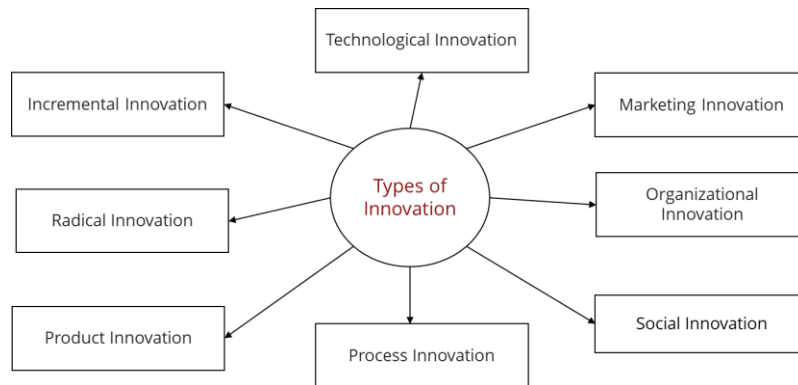 Technological Innovation
Incremental Innovation
Marketing Innovation
Types of
Innovation
Organizational
Innovation
Radical Innovation
Product Innovation
Social Innovation
Process Innovation